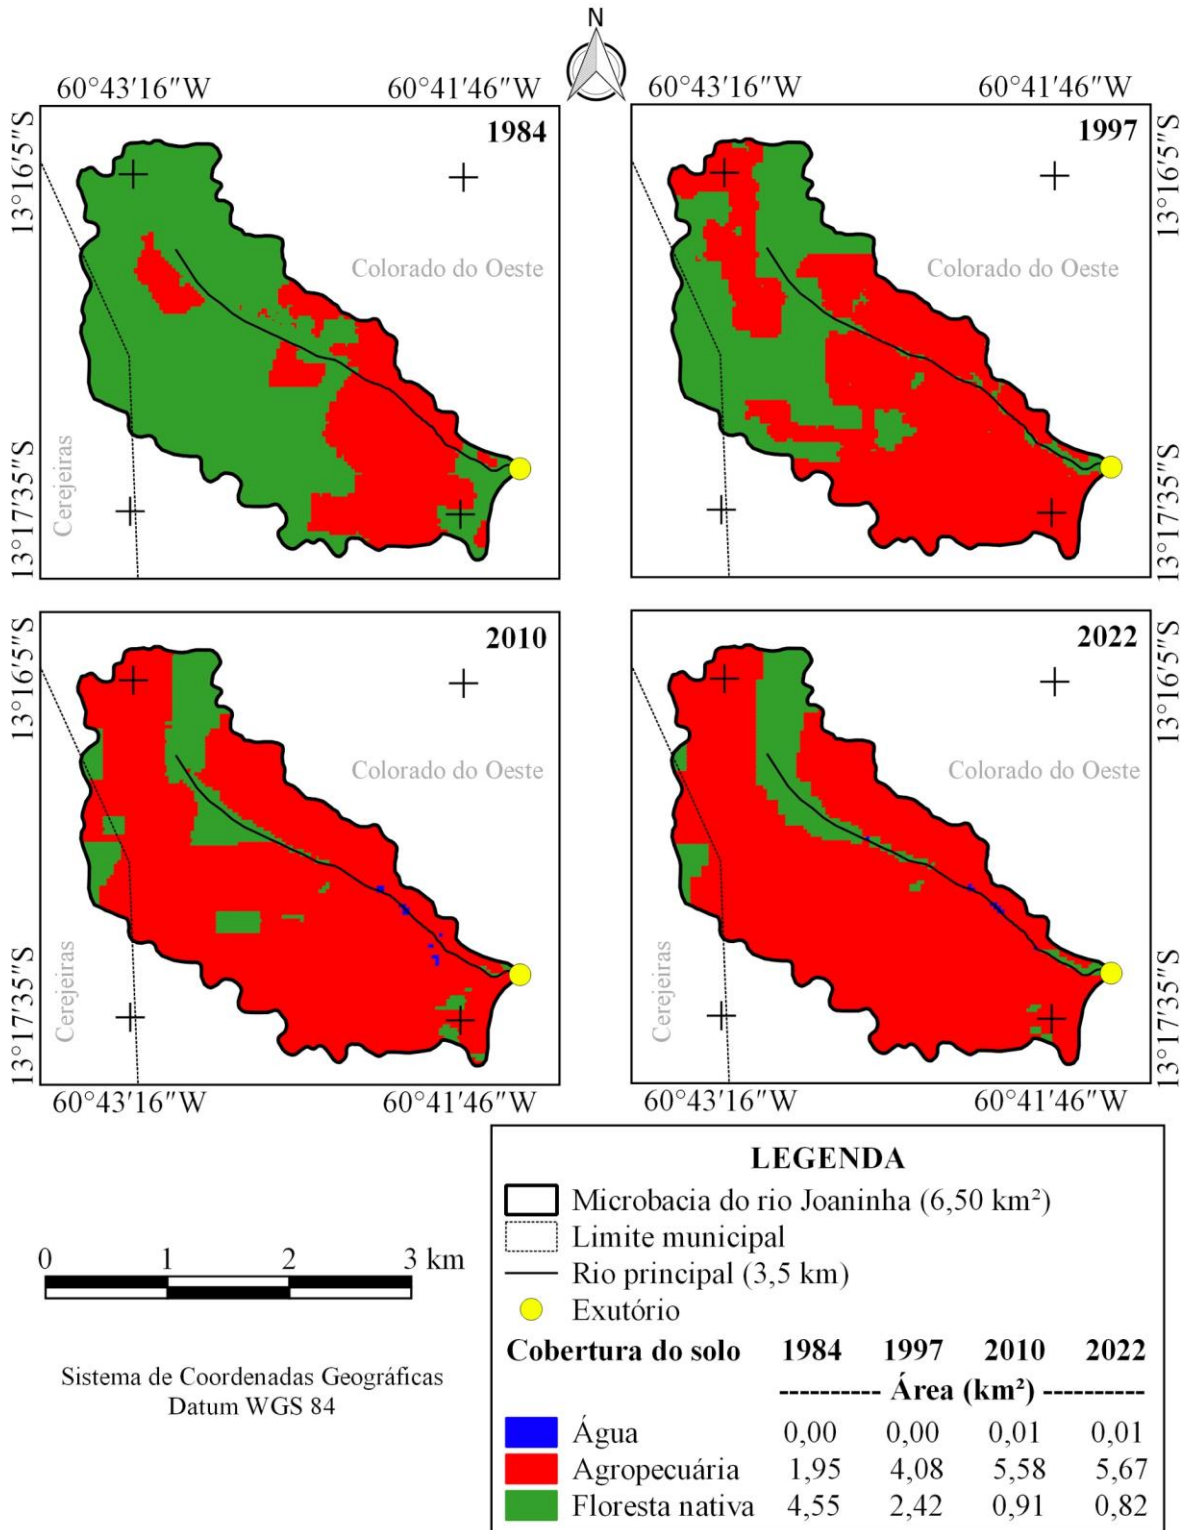 N
60°43'16"W 60°41'46"W 60°43'16"W 60°41'46"W
13°16'5"S
13°17'35"S
1984
Colorado do Oeste
Cerejeiras
1997
Colorado do Oeste
Cerejeiras
13°16'5"S
13°17'35"S
13°16'5"S
13°17'35"S
2010
Colorado do Oeste
Cerejeiras
2022
Colorado do Oeste
Cerejeiras
13°16'5"S
13°17'35"S
60°43'16"W 60°41'46"W 60°43'16"W 60°41'46"W
0 1 2 3 km
Sistema de Coordenadas Geográficas
Datum WGS 84
LEGENDA
Microbacia do rio Joaninha (6,50 km²)
Limite municipal
Rio principal (3,5 km)
Exutório
Cobertura do solo 1984 1997 2010 2022
---------- Área (km²) ----------
Água 0,00 0,00 0,01 0,01
Agropecuária 1,95 4,08 5,58 5,67
Floresta nativa 4,55 2,42 0,91 0,82